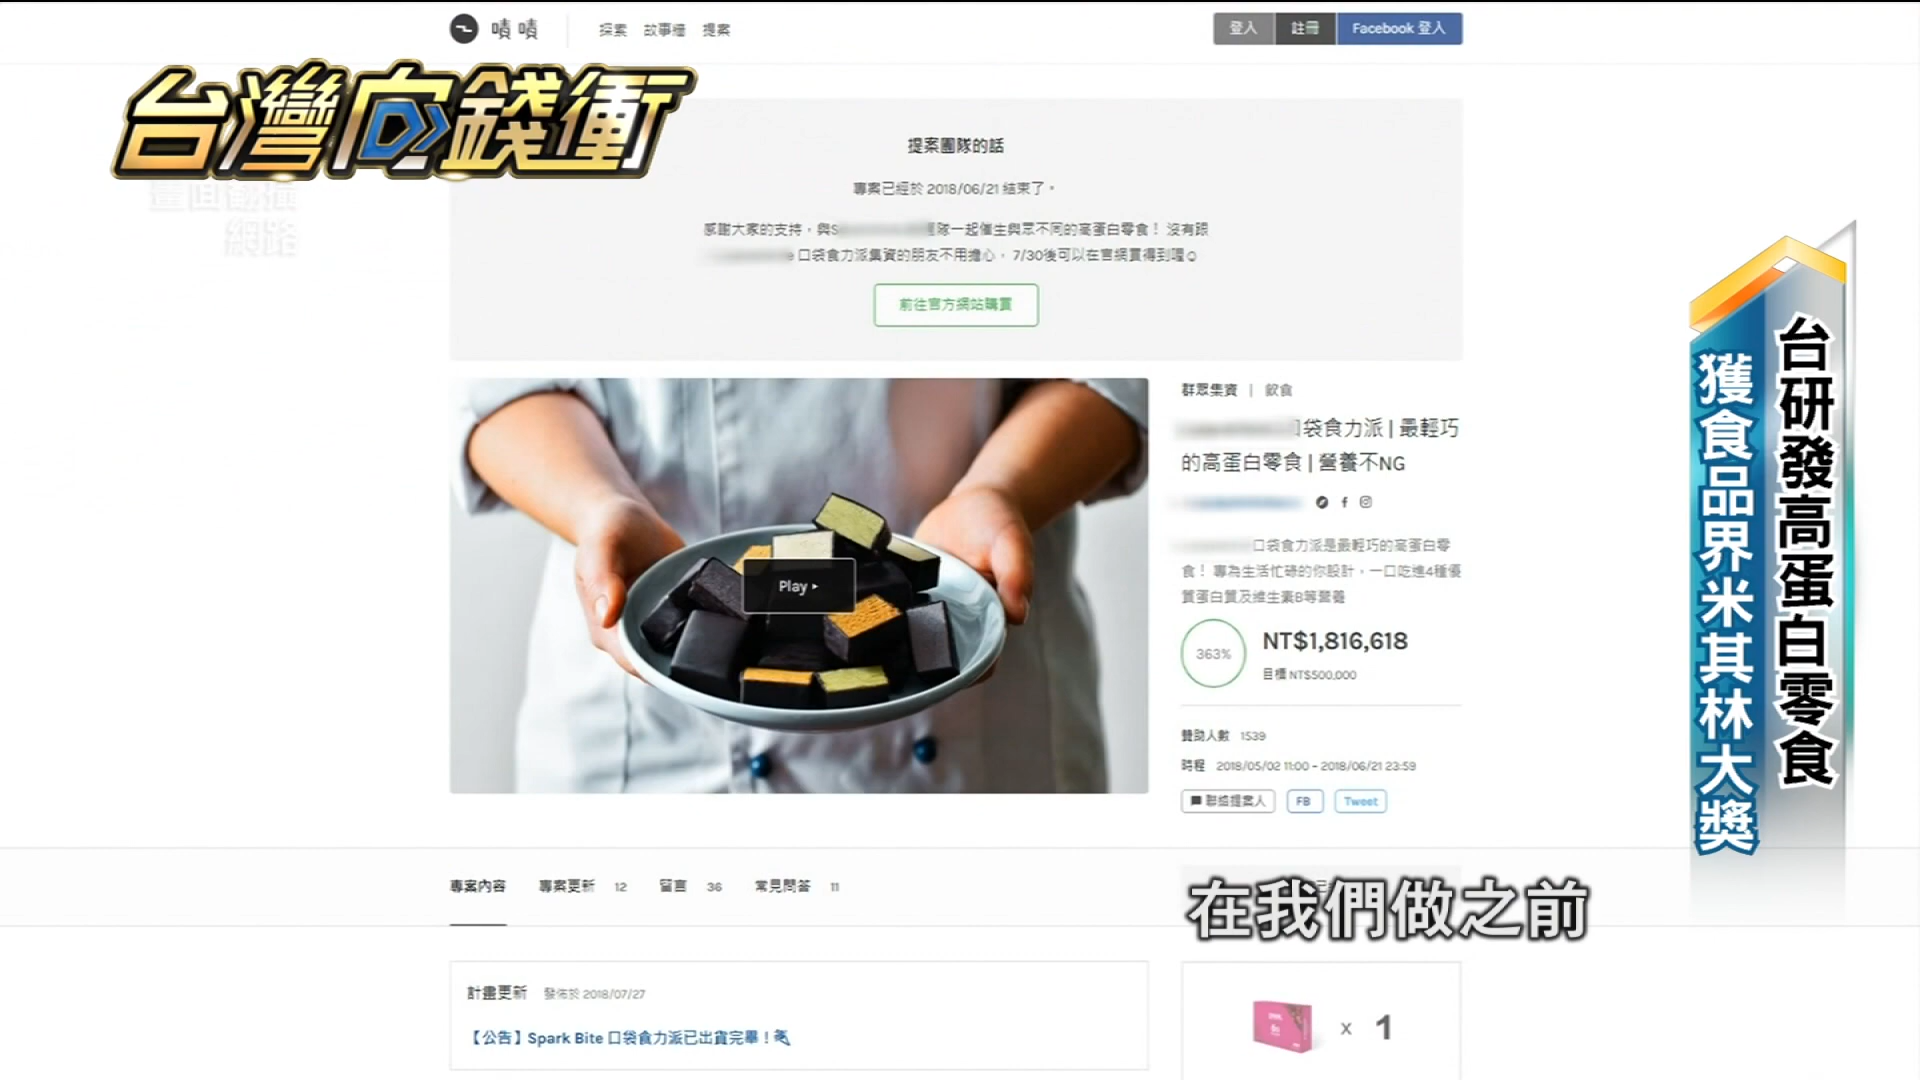 嘖嘖
探索 故事牆 提案
登入 註冊 Facebook 登入
台灣向錢衝
畫面翻攝
網路
提案團隊的話
專案已經於 2018/06/21 結束了。
感謝大家的支持,與S 隊一起催生與眾不同的高蛋白零食! 沒有跟
e 口袋食力派集資的朋友不用擔心, 7/30後可以在官網買得到喔☺
前往官方網站購買
Play ▸
群眾集資 | 飲食
口袋食力派 | 最輕巧
的高蛋白零食 | 營養不NG
口袋食力派是最輕巧的高蛋白零
食! 專為生活忙碌的你設計,一口吃進4種優
質蛋白質及維生素B等營養
363%
NT$1,816,618
目標 NT$500,000
贊助人數 1539
時程 2018/05/02 11:00 – 2018/06/21 23:59
聯絡提案人 FB Tweet
台研發高蛋白零食
獲食品界米其林大獎
專案內容 專案更新 12 留言 36 常見問答 11
在我們做之前
計畫更新 發佈於 2018/07/27
【公告】Spark Bite 口袋食力派已出貨完畢!
x 1